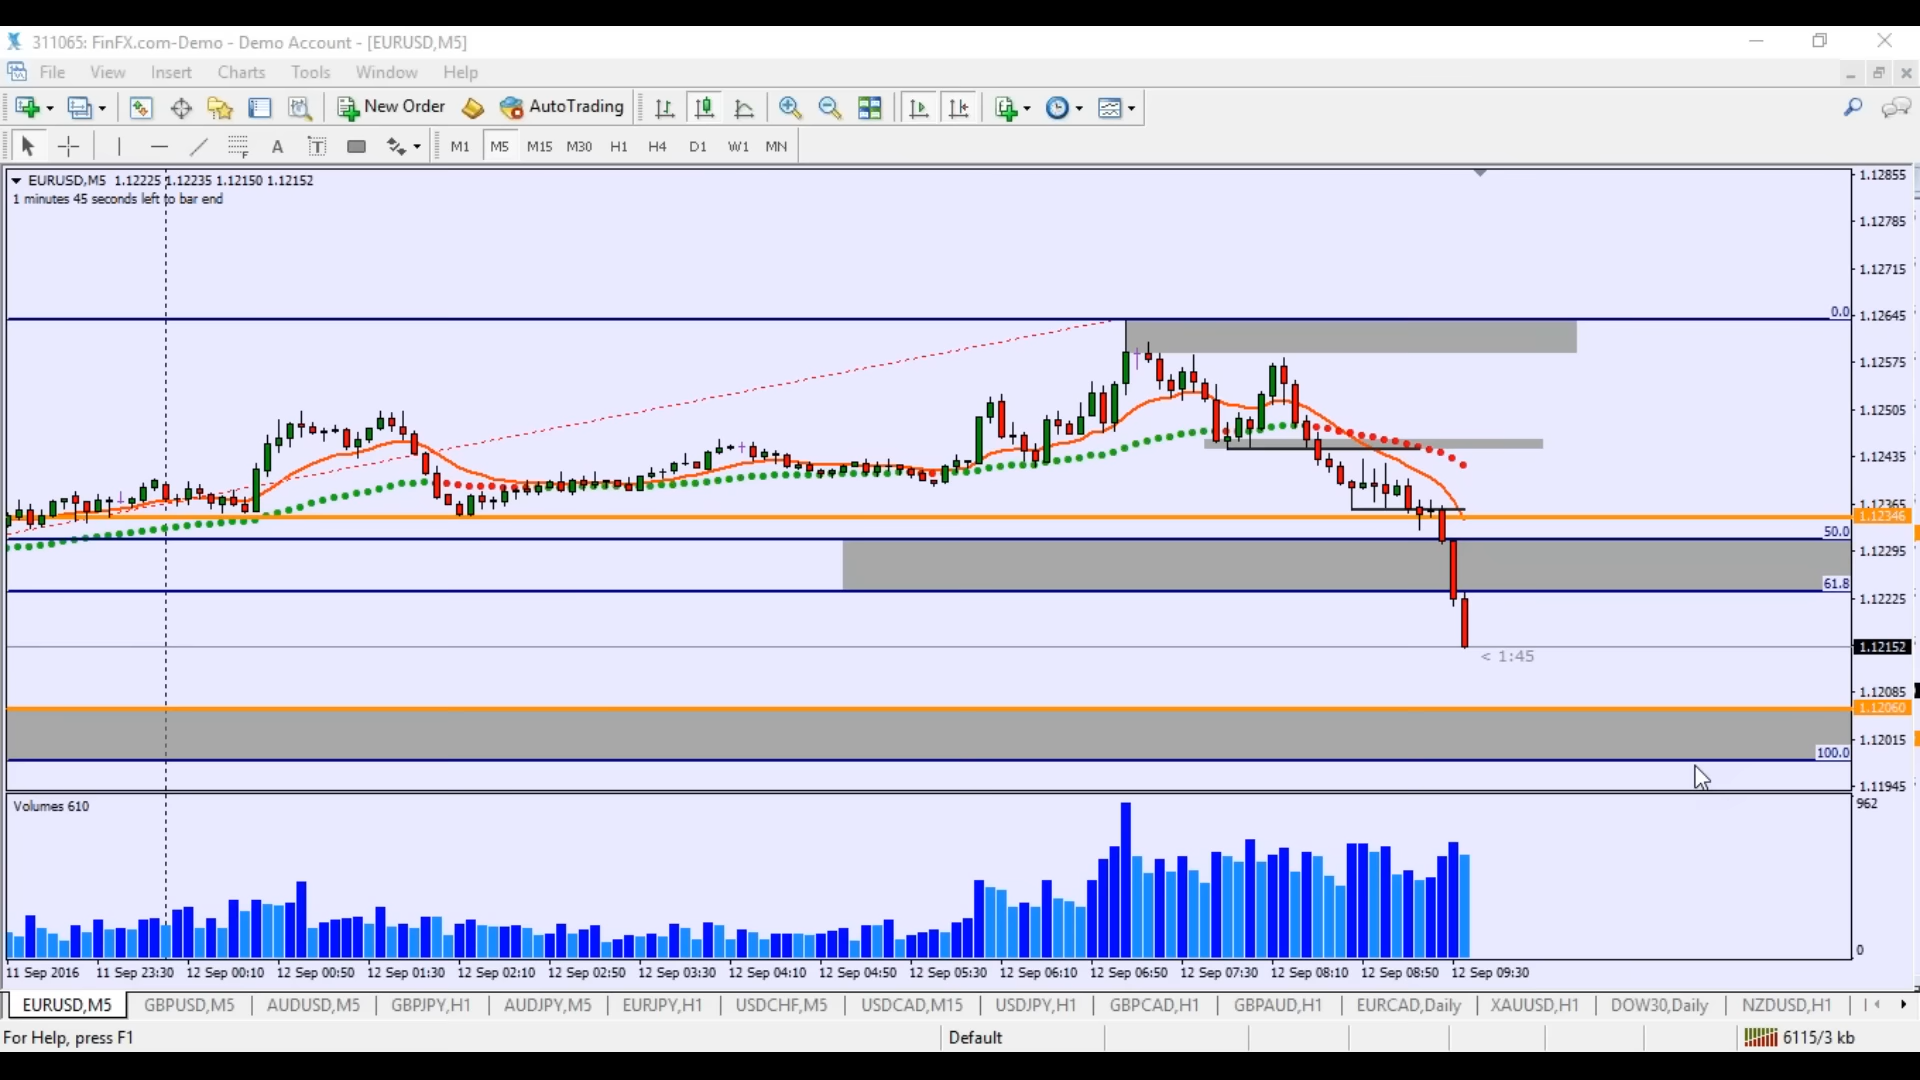 311065: FinFX.com-Demo - Demo Account - [EURUSD,M5]
File View Insert Charts Tools Window Help
New Order AutoTrading
A T M1 M5 M15 M30 H1 H4 D1 W1 MN
EURUSD,M5 1.12225 1.12235 1.12150 1.12152
1 minutes 45 seconds left to bar end
1.12855
1.12785
1.12715
0.0
1.12645
1.12575
1.12505
1.12435
1.12365
1.12346
50.0
1.12295
61.8
1.12225
1.12152
< 1:45
1.12085
1.12060
1.12015
100.0
1.11945
Volumes 610
962
0
11 Sep 2016 11 Sep 23:30 12 Sep 00:10 12 Sep 00:50 12 Sep 01:30 12 Sep 02:10 12 Sep 02:50 12 Sep 03:30 12 Sep 04:10 12 Sep 04:50 12 Sep 05:30 12 Sep 06:10 12 Sep 06:50 12 Sep 07:30 12 Sep 08:10 12 Sep 08:50 12 Sep 09:30
EURUSD,M5 GBPUSD,M5 AUDUSD,M5 GBPJPY,H1 AUDJPY,M5 EURJPY,H1 USDCHF,M5 USDCAD,M15 USDJPY,H1 GBPCAD,H1 GBPAUD,H1 EURCAD,Daily XAUUSD,H1 DOW30,Daily NZDUSD,H1
For Help, press F1 Default 6115/3 kb